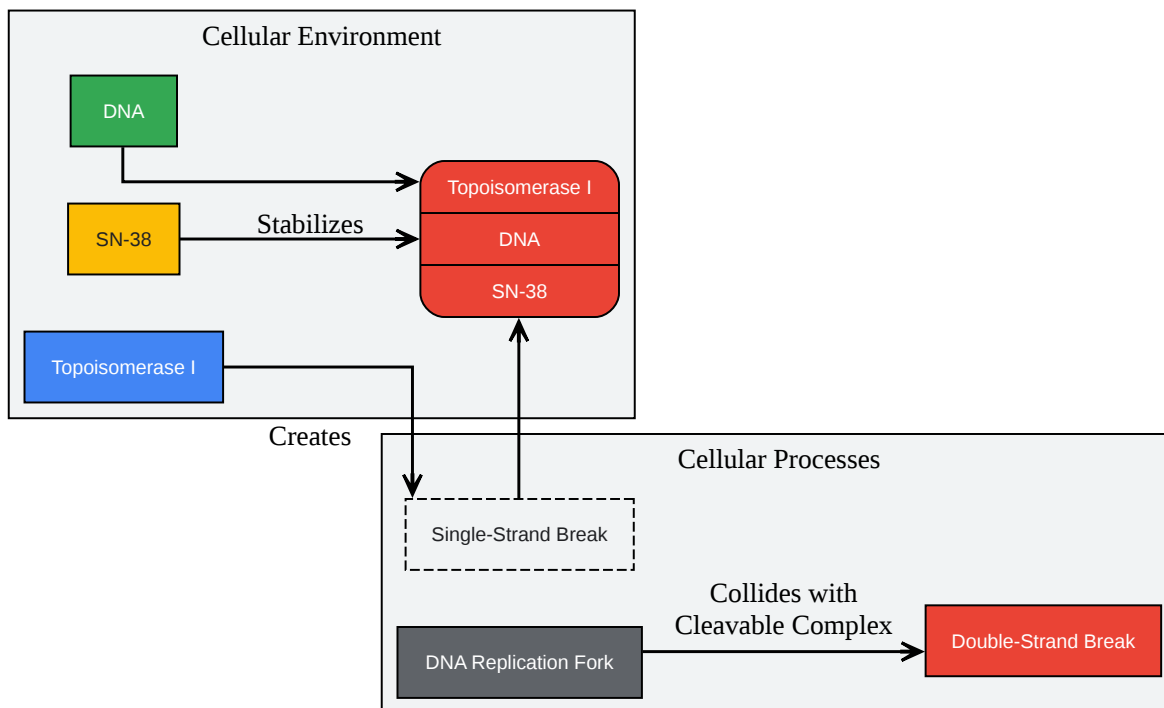 Cellular Environment
DNA
Topoisomerase I
SN-38
Stabilizes
DNA
SN-38
Topoisomerase I
Creates
Cellular Processes
Single-Strand Break
Collides with
Cleavable Complex
Double-Strand Break
DNA Replication Fork